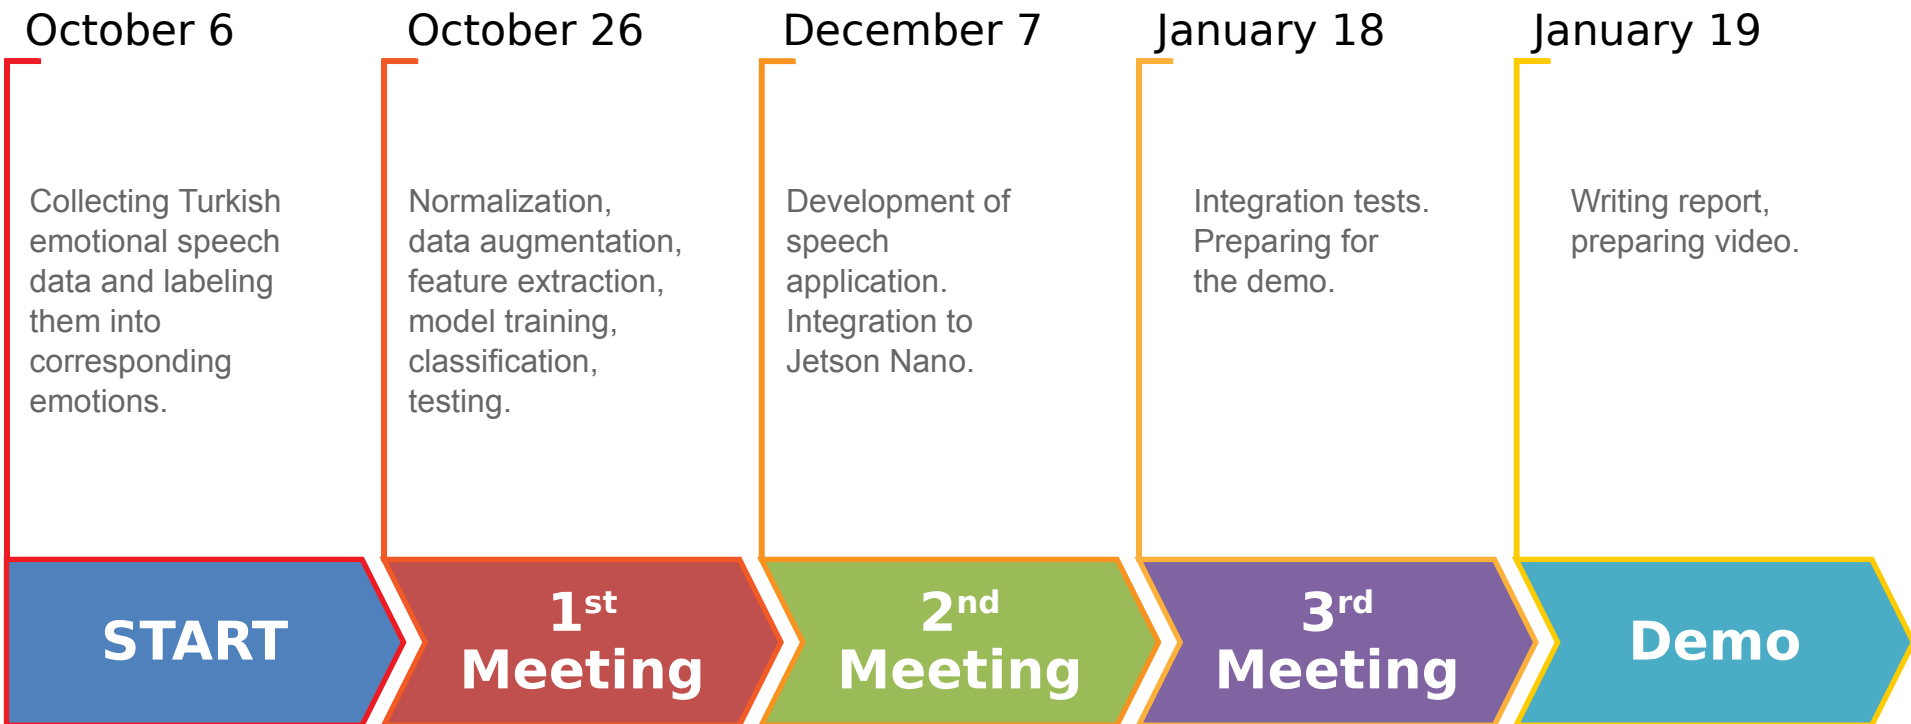 October 6
Collecting Turkish
emotional speech
data and labeling
them into
corresponding
emotions.
START
October 26
Normalization,
data augmentation,
feature extraction,
model training,
classification,
testing.
1st
Meeting
December 7
Development of
speech
application.
Integration to
Jetson Nano.
2nd
Meeting
January 18
Integration tests.
Preparing for
the demo.
3rd
Meeting
January 19
Writing report,
preparing video.
Demo